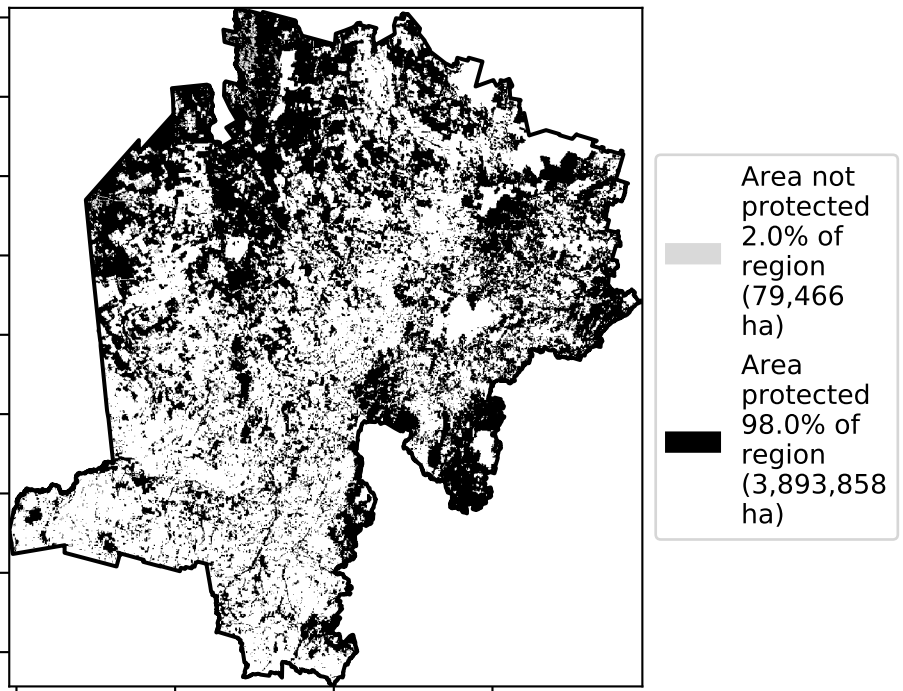 Area not
protected
2.0% of
region
(79,466
ha)
Area
protected
98.0% of
region
(3,893,858
ha)